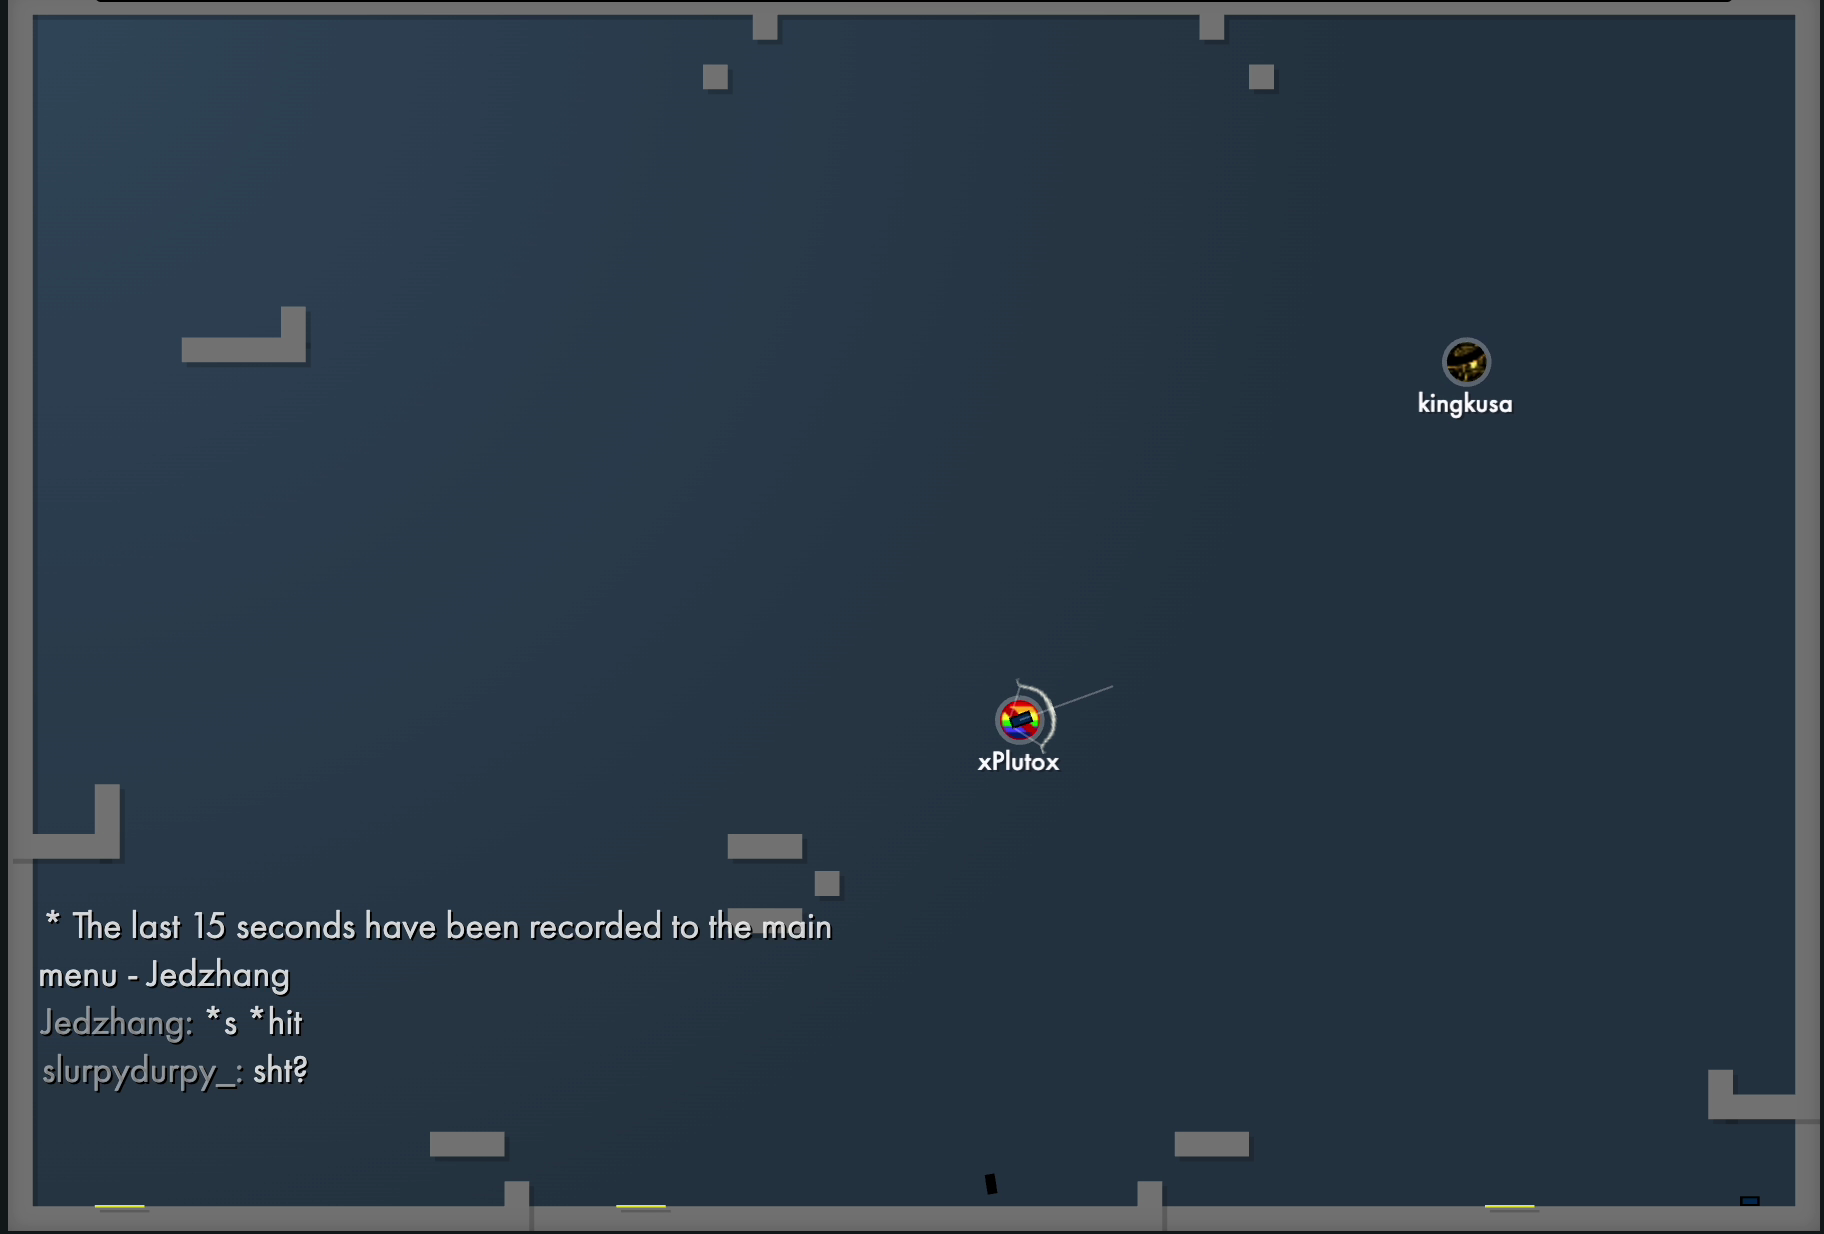 kingkusa
xPlutox
* The last 15 seconds have been recorded to the main
menu - Jedzhang
Jedzhang: *s *hit
slurpydurpy_: sht?